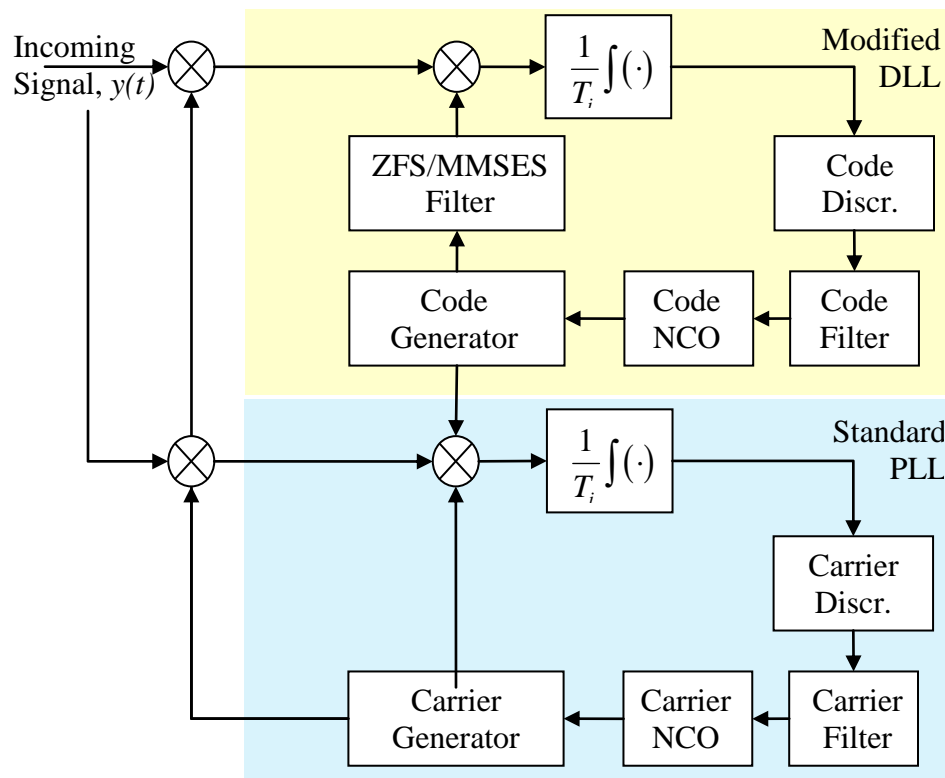 Incoming
Signal, y(t)
Modified
DLL
1/T_i ∫(·)
ZFS/MMSES
Filter
Code
Discr.
Code
Generator
Code
NCO
Code
Filter
Standard
PLL
1/T_i ∫(·)
Carrier
Discr.
Carrier
Generator
Carrier
NCO
Carrier
Filter